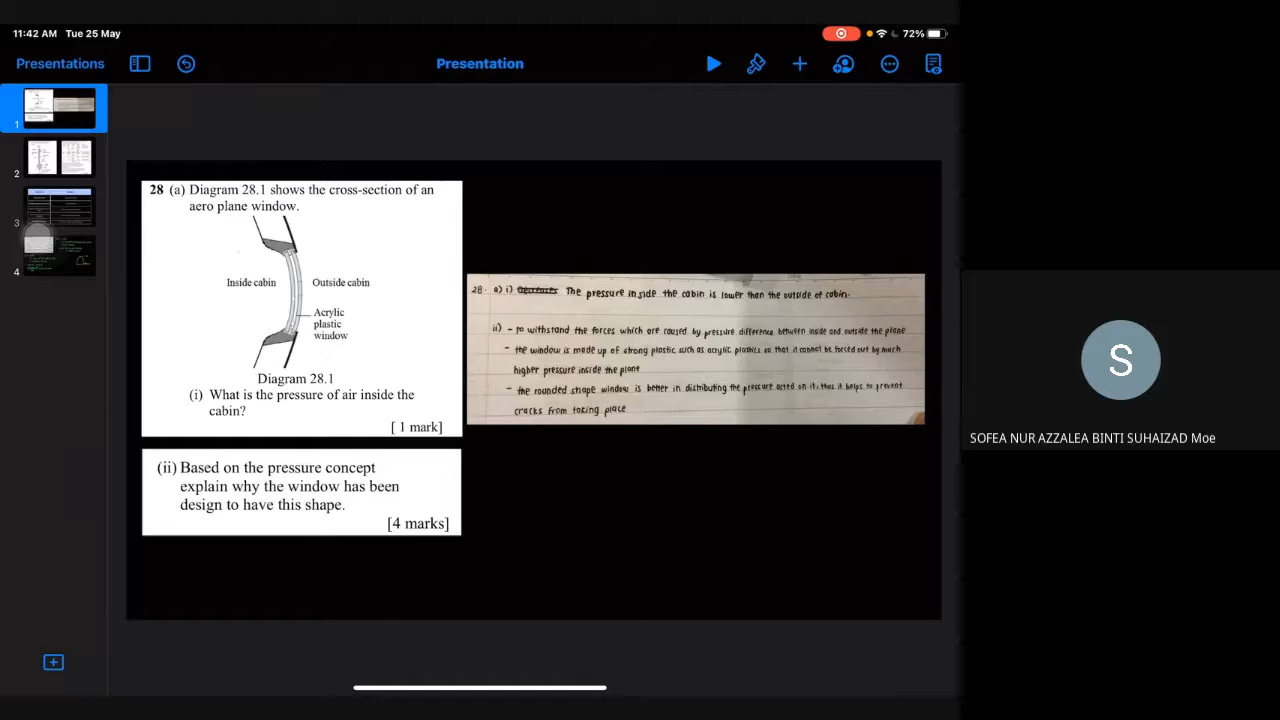 11:42 AM Tue 25 May
72%
Presentations
Presentation
1
2
3
4
28 (a) Diagram 28.1 shows the cross-section of an
aero plane window.
Inside cabin
Outside cabin
Acrylic
plastic
window
Diagram 28.1
(i) What is the pressure of air inside the
cabin?
[ 1 mark]
(ii) Based on the pressure concept
explain why the window has been
design to have this shape.
[4 marks]
28. a) i) The pressure inside the cabin is lower than the outside of cabin.
ii) - to withstand the forces which are caused by pressure difference between inside and outside the plane
- the window is made up of strong plastic such as acrylic plastics so that it cannot be forced out by much
higher pressure inside the plane
- the rounded shape window is better in distributing the pressure acted on it, thus it helps to prevent
cracks from taking place
S
SOFEA NUR AZZALEA BINTI SUHAIZAD Moe